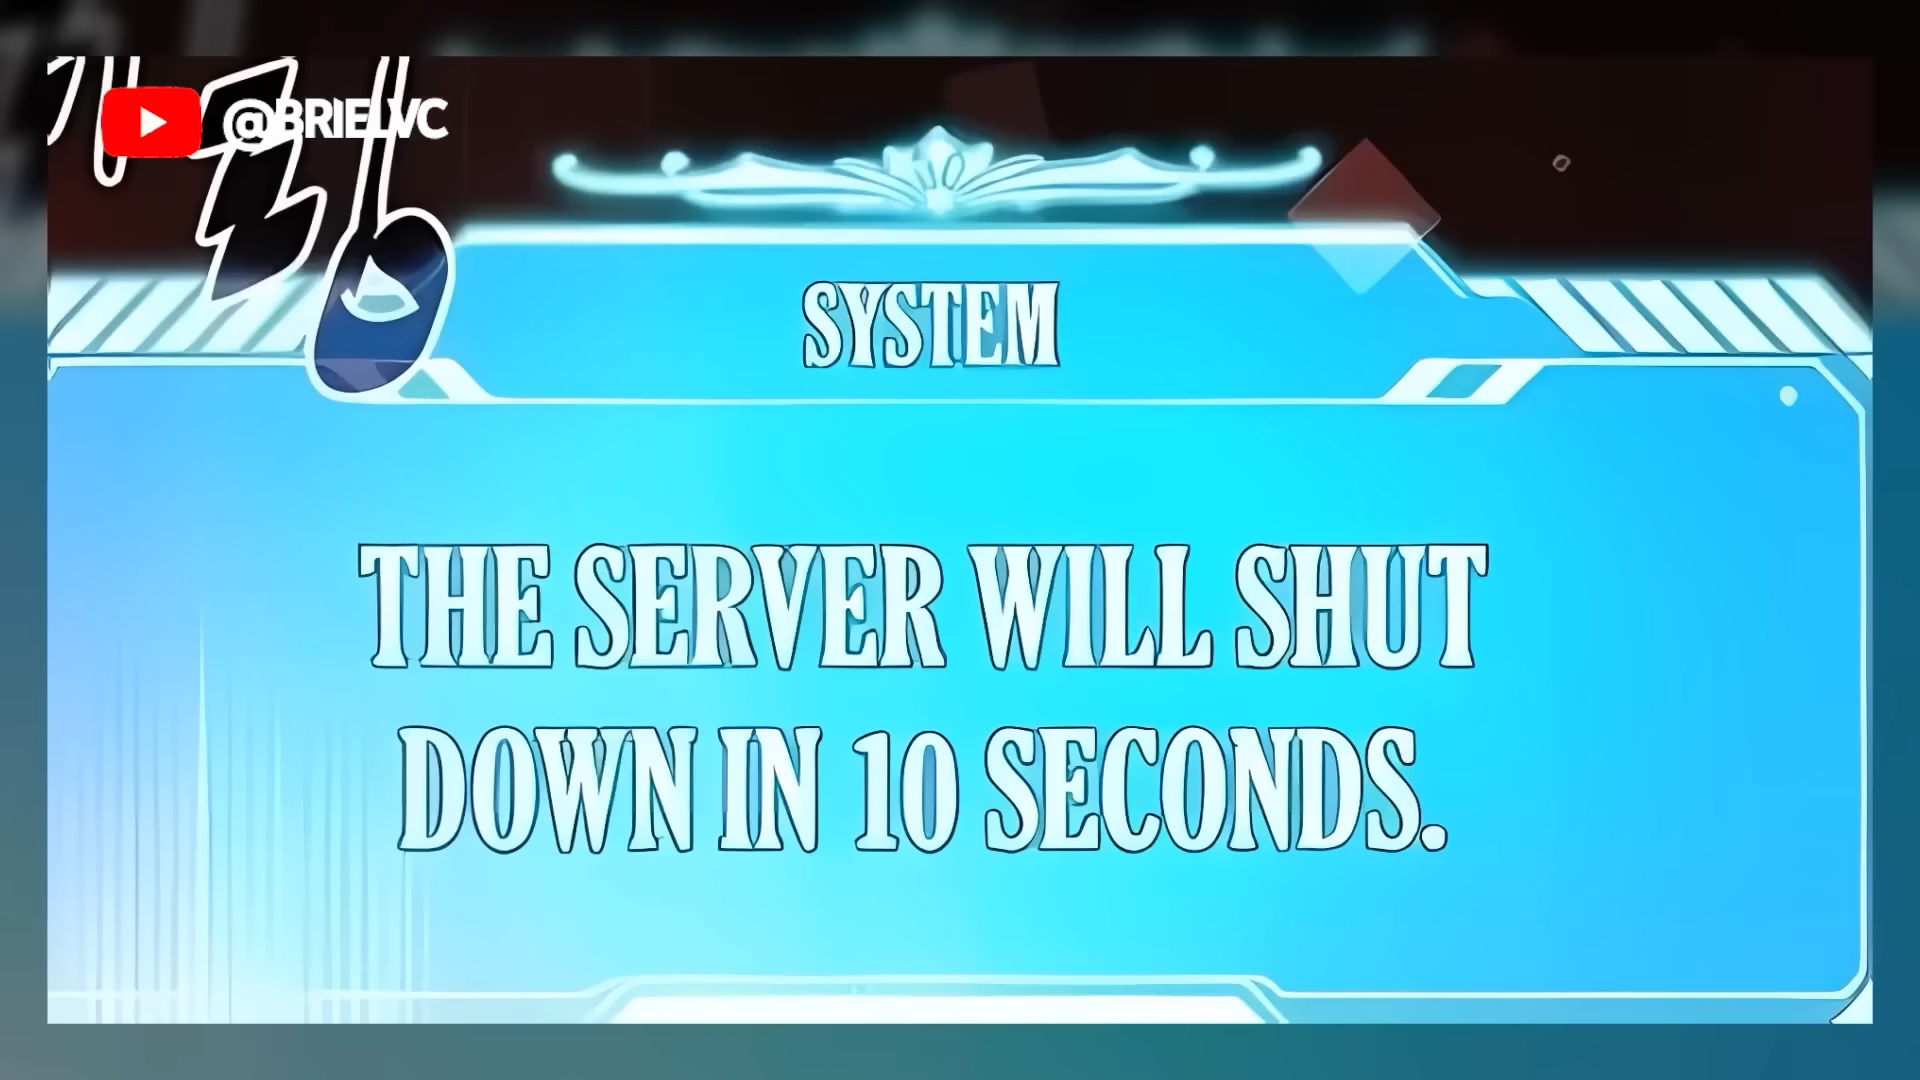 @BRIELVC
SYSTEM
THE SERVER WILL SHUT
DOWN IN 10 SECONDS.